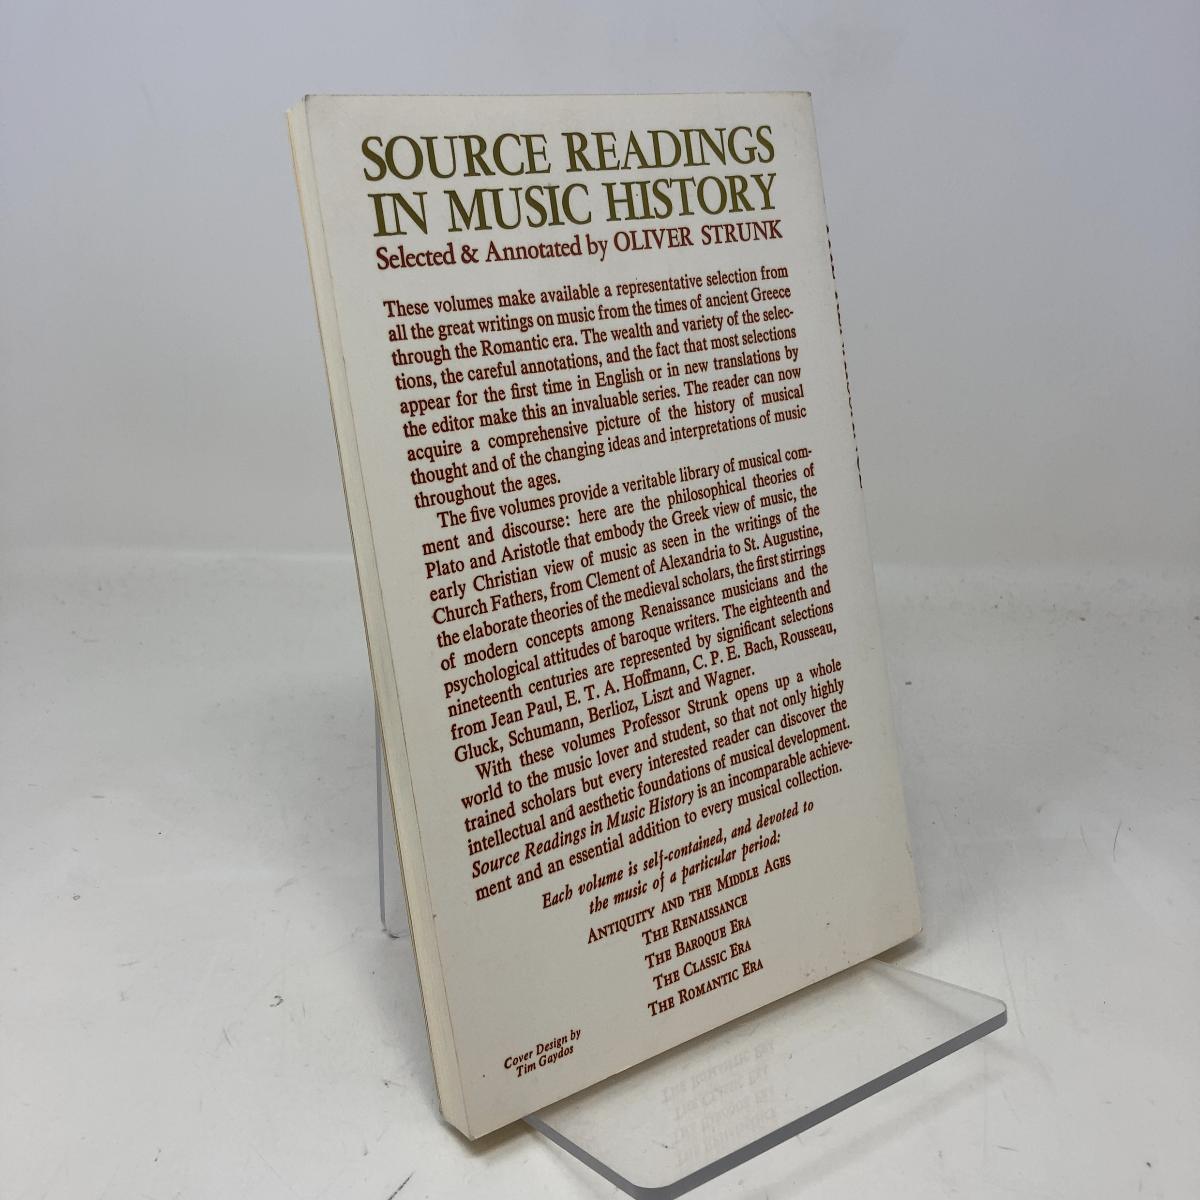 SOURCE READINGS
IN MUSIC HISTORY
Selected & Annotated by OLIVER STRUNK
These volumes make available a representative selection from
all the great writings on music from the times of ancient Greece
through the Romantic era. The wealth and variety of the selec-
tions, the careful annotations, and the fact that most selections
appear for the first time in English or in new translations by
the editor make this an invaluable series. The reader can now
acquire a comprehensive picture of the history of musical
thought and of the changing ideas and interpretations of music
throughout the ages.
The five volumes provide a veritable library of musical com-
ment and discourse: here are the philosophical theories of
Plato and Aristotle that embody the Greek view of music, the
early Christian view of music as seen in the writings of the
Church Fathers, from Clement of Alexandria to St. Augustine,
the elaborate theories of the medieval scholars, the first stirrings
of modern concepts among Renaissance musicians and the
psychological attitudes of baroque writers. The eighteenth and
nineteenth centuries are represented by significant selections
from Jean Paul, E. T. A. Hoffmann, C. P. E. Bach, Rousseau,
Gluck, Schumann, Berlioz, Liszt and Wagner.
With these volumes Professor Strunk opens up a whole
world to the music lover and student, so that not only highly
trained scholars but every interested reader can discover the
intellectual and aesthetic foundations of musical development.
Source Readings in Music History is an incomparable achieve-
ment and an essential addition to every musical collection.
Each volume is self-contained, and devoted to
the music of a particular period:
ANTIQUITY AND THE MIDDLE AGES
THE RENAISSANCE
THE BAROQUE ERA
THE CLASSIC ERA
THE ROMANTIC ERA
Cover Design by
Tim Gaydos